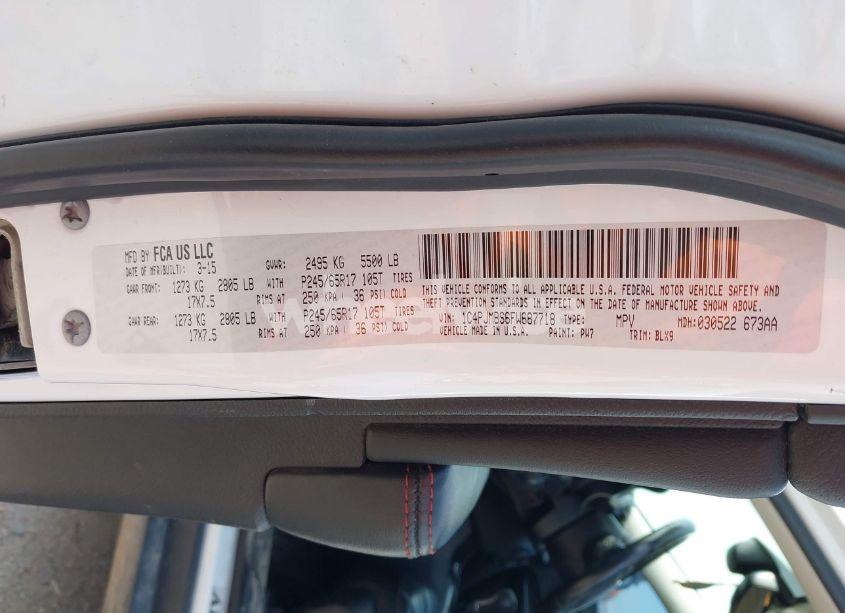 MFD BY FCA US LLC
DATE OF MFR(BUILT): 3-15
GVWR: 2495 KG 5500 LB
GAWR FRONT: 1273 KG 2805 LB WITH P245/65R17 105T TIRES
17X7.5 RIMS AT 250 KPA ( 36 PSI) COLD
GAWR REAR: 1273 KG 2805 LB WITH P245/65R17 105T TIRES
17X7.5 RIMS AT 250 KPA ( 36 PSI) COLD
THIS VEHICLE CONFORMS TO ALL APPLICABLE U.S.A. FEDERAL MOTOR VEHICLE SAFETY AND
THEFT PREVENTION STANDARDS IN EFFECT ON THE DATE OF MANUFACTURE SHOWN ABOVE.
VIN: 1C4PJMBS6FW687718 TYPE: MPV MDH: 030522 673AA
VEHICLE MADE IN U.S.A. PAINT: PW7 TRIM: BLX9